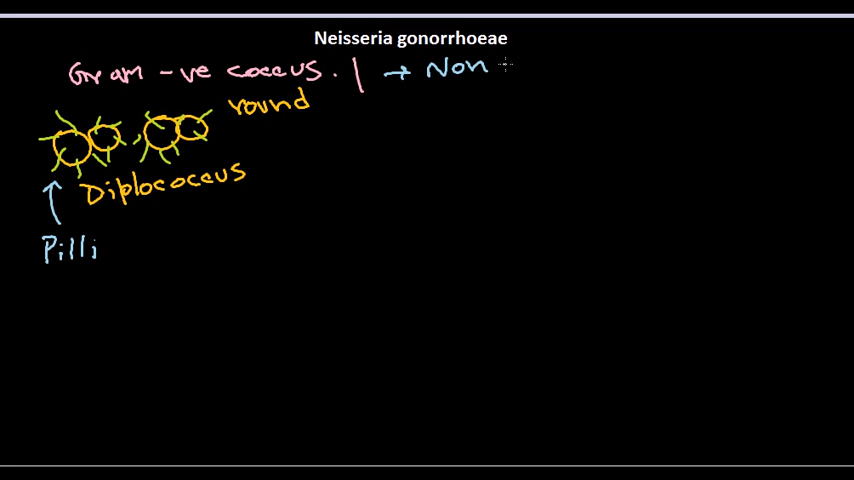 Neisseria gonorrhoeae
Gram -ve coccus. | → Non
round
Diplococcus
Pilli